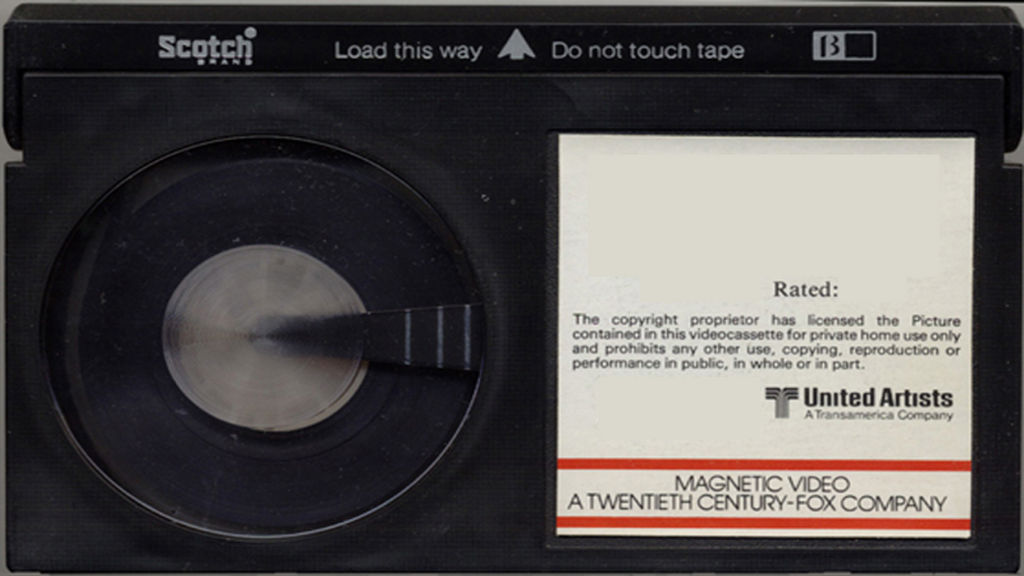 Scotch
BRAND
Load this way Do not touch tape
B
Rated:
The copyright proprietor has licensed the Picture
contained in this videocassette for private home use only
and prohibits any other use, copying, reproduction or
performance in public, in whole or in part.
United Artists
A Transamerica Company
MAGNETIC VIDEO
A TWENTIETH CENTURY-FOX COMPANY